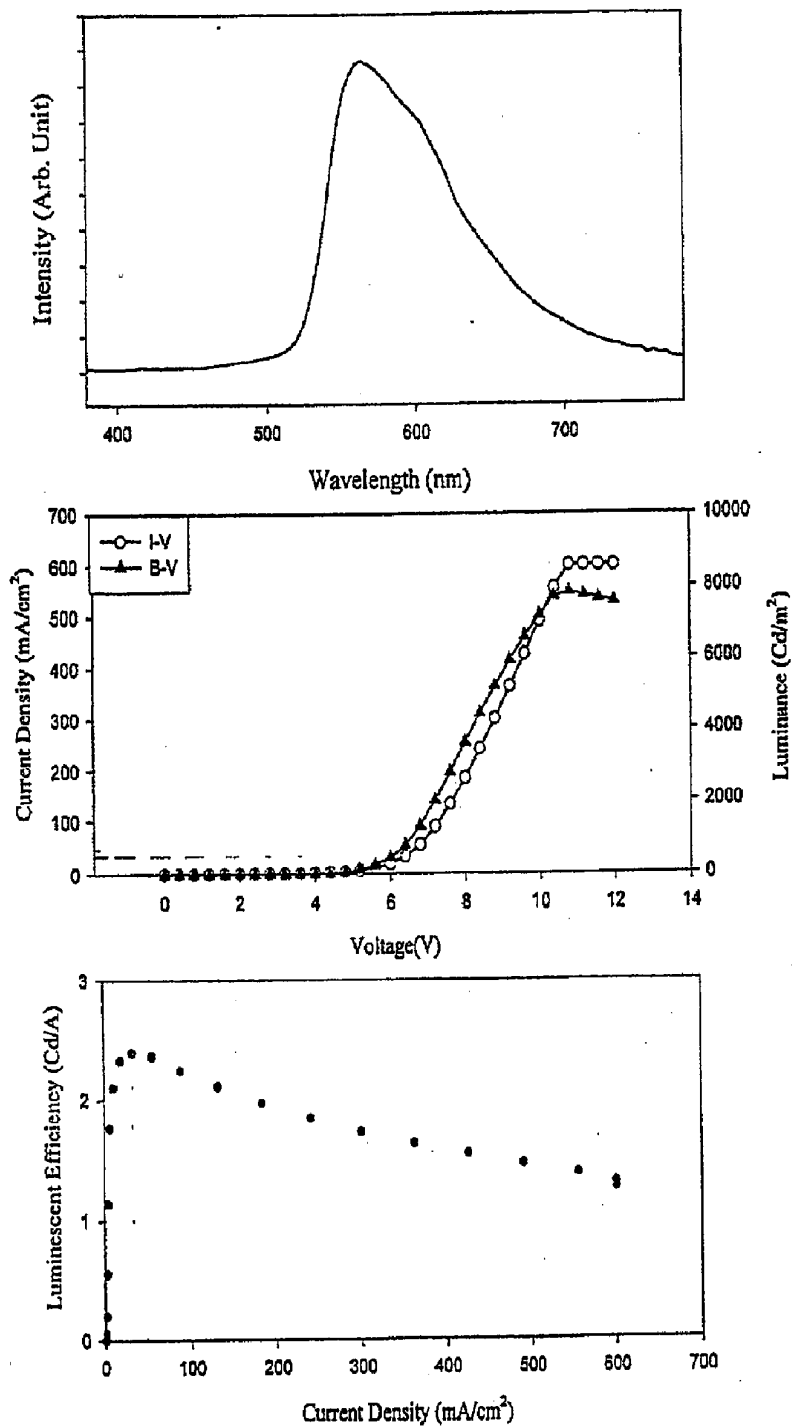 Intensity (Arb. Unit)
400 500 600 700
Wavelength (nm)
I-V
B-V
Current Density (mA/cm²)
700
600
500
400
300
200
100
0
Luminance (Cd/m²)
10000
8000
6000
4000
2000
0
0 2 4 6 8 10 12 14
Voltage(V)
Luminescent Efficiency (Cd/A)
3
2
1
0
0 100 200 300 400 500 600 700
Current Density (mA/cm²)